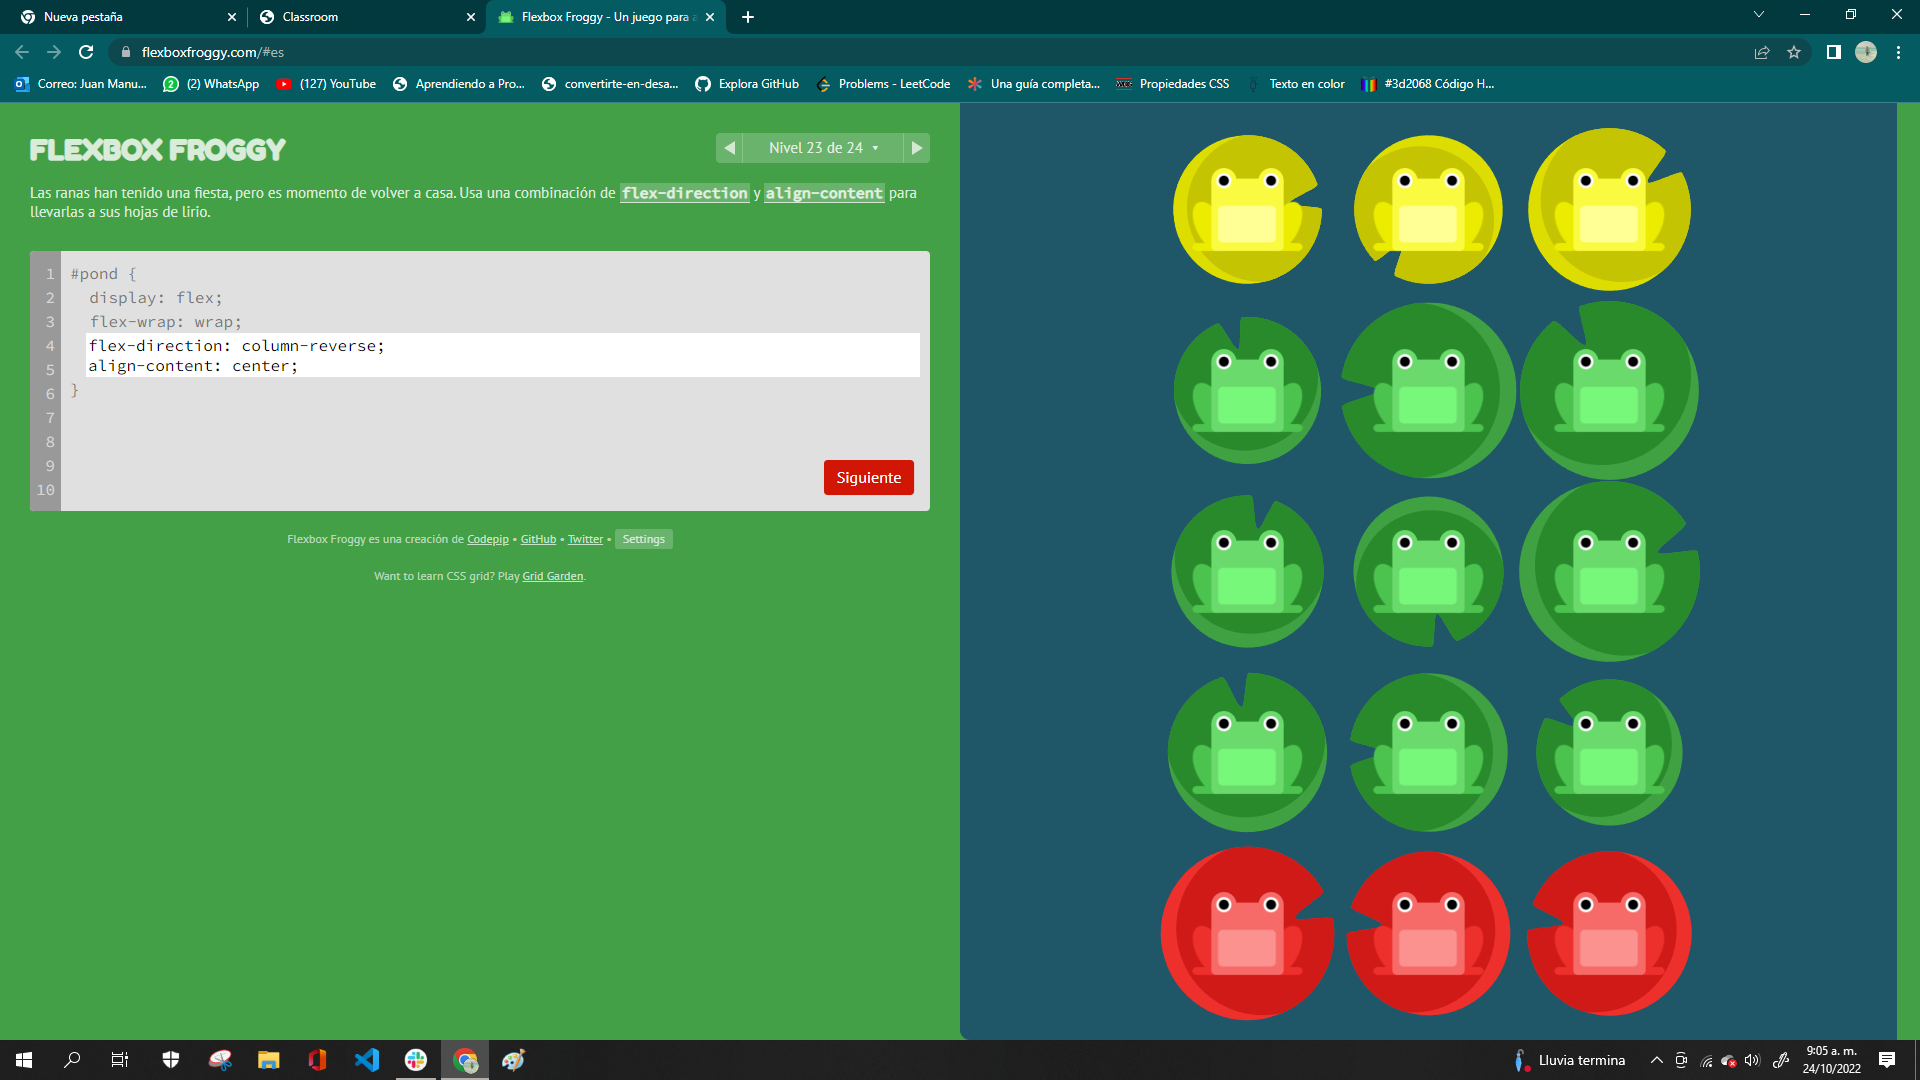 Nueva pestaña
Classroom
Flexbox Froggy - Un juego para a
flexboxfroggy.com/#es
Correo: Juan Manu...
(2) WhatsApp
(127) YouTube
Aprendiendo a Pro...
convertirte-en-desa...
Explora GitHub
Problems - LeetCode
Una guía completa...
Propiedades CSS
Texto en color
#3d2068 Código H...
FLEXBOX FROGGY
Nivel 23 de 24
Las ranas han tenido una fiesta, pero es momento de volver a casa. Usa una combinación de flex-direction y align-content para
llevarlas a sus hojas de lirio.
1 #pond {
2 display: flex;
3 flex-wrap: wrap;
4 flex-direction: column-reverse;
5 align-content: center;
6 }
7
8
9
10
Siguiente
Flexbox Froggy es una creación de Codepip • GitHub • Twitter • Settings
Want to learn CSS grid? Play Grid Garden.
Lluvia termina
9:05 a. m.
24/10/2022